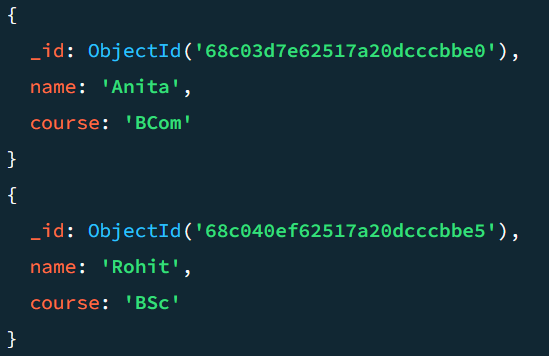 {
  _id: ObjectId('68c03d7e62517a20dcccbbe0'),
  name: 'Anita',
  course: 'BCom'
}
{
  _id: ObjectId('68c040ef62517a20dcccbbe5'),
  name: 'Rohit',
  course: 'BSc'
}